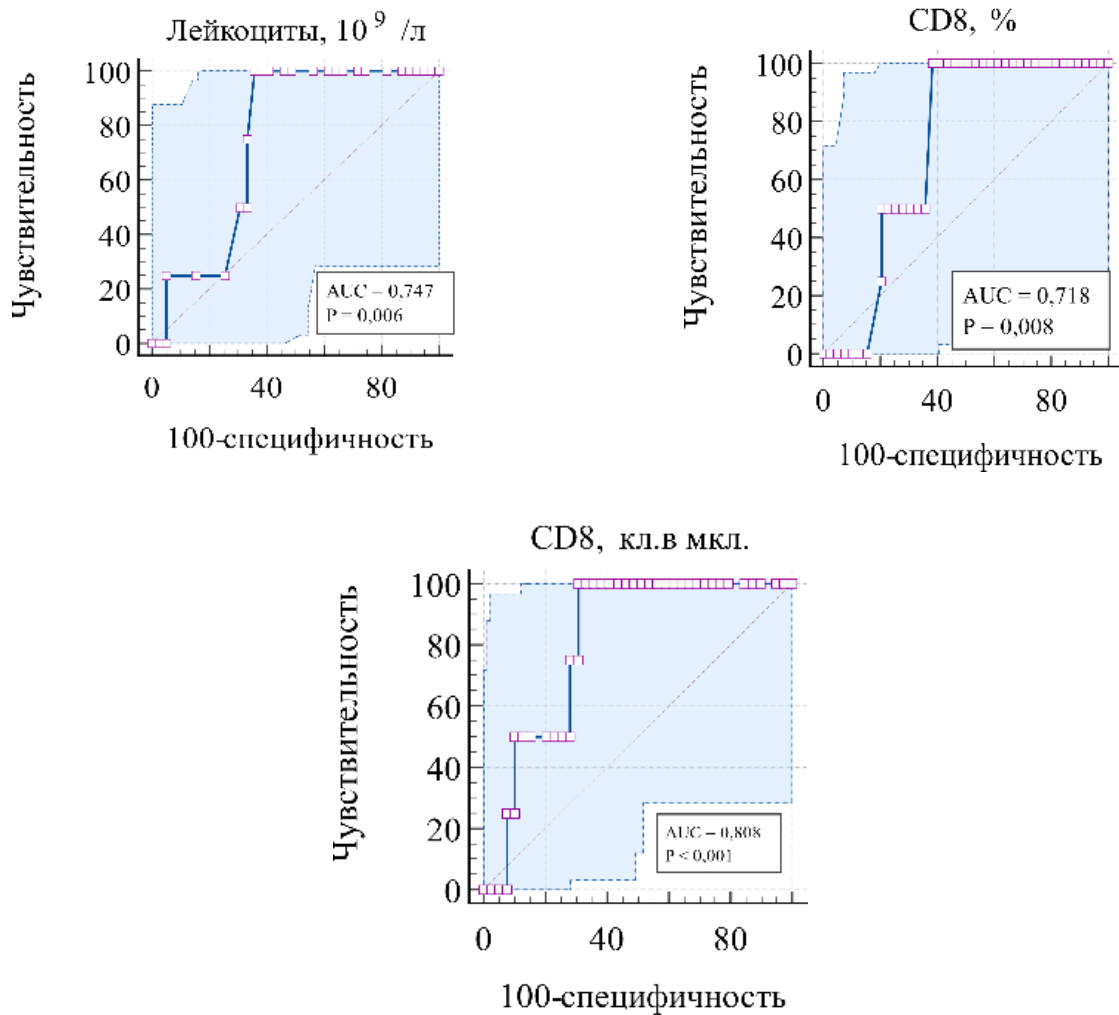 Лейкоциты, 10 9 /л
Чувствительность
100
80
60
40
20
0
AUC – 0,747
P = 0,006
0 40 80
100-специфичность
CD8, %
Чувствительность
100
80
60
40
20
0
AUC = 0,718
P – 0,008
0 40 80
100-специфичность
CD8, кл.в мкл.
Чувствительность
100
80
60
40
20
0
AUC – 0,808
P < 0,001
0 40 80
100-специфичность